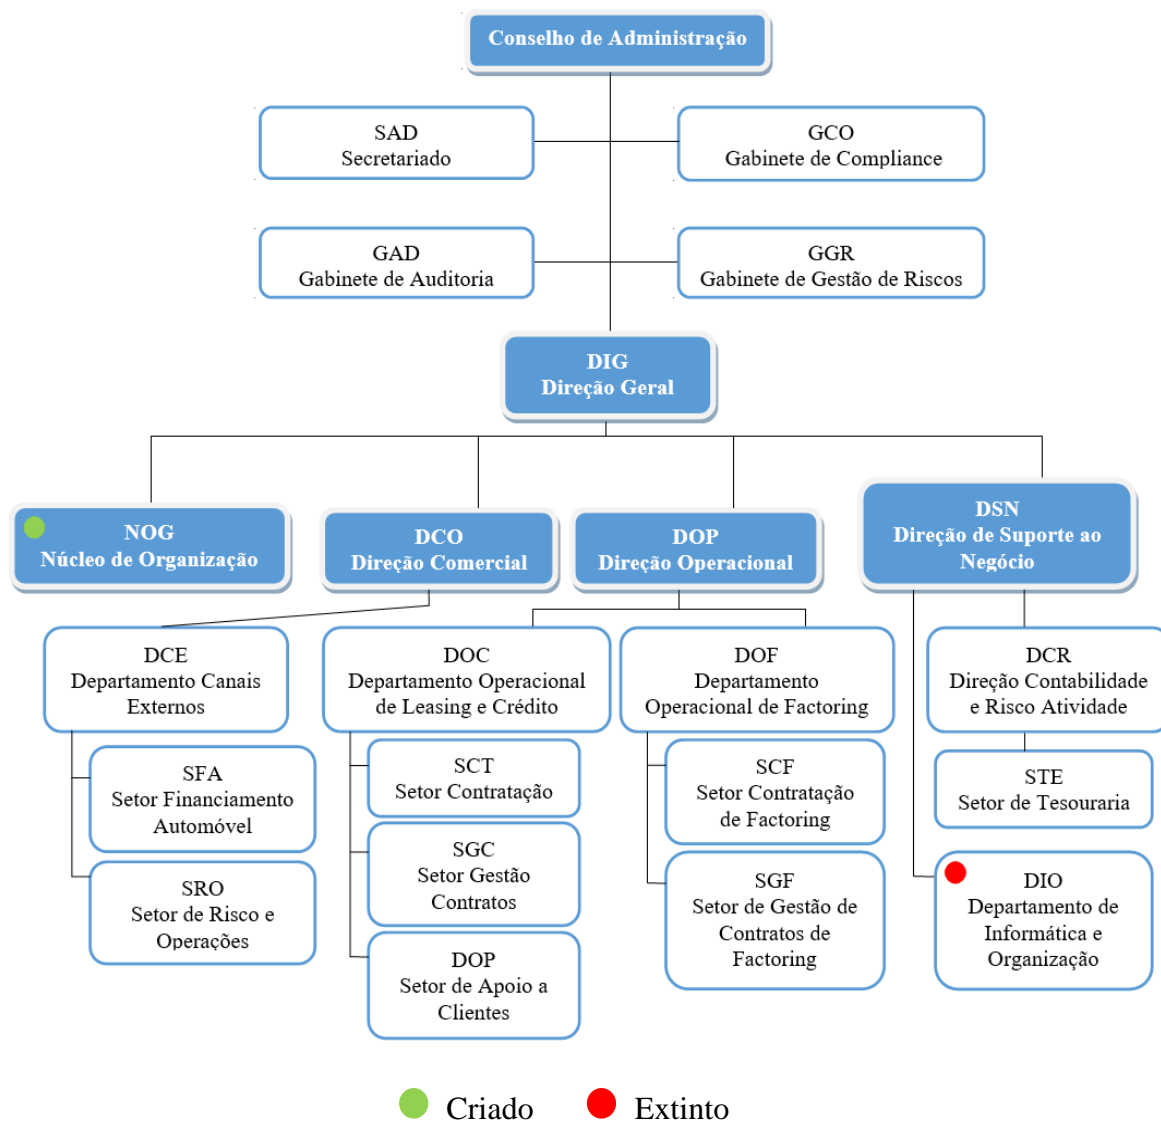 Conselho de Administração
SAD
Secretariado
GCO
Gabinete de Compliance
GAD
Gabinete de Auditoria
GGR
Gabinete de Gestão de Riscos
DIG
Direção Geral
NOG
Núcleo de Organização
DCO
Direção Comercial
DOP
Direção Operacional
DSN
Direção de Suporte ao
Negócio
DCE
Departamento Canais
Externos
DOC
Departamento Operacional
de Leasing e Crédito
DOF
Departamento
Operacional de Factoring
DCR
Direção Contabilidade
e Risco Atividade
SFA
Setor Financiamento
Automóvel
SCT
Setor Contratação
SCF
Setor Contratação
de Factoring
STE
Setor de Tesouraria
SRO
Setor de Risco e
Operações
SGC
Setor Gestão
Contratos
SGF
Setor de Gestão de
Contratos de
Factoring
DIO
Departamento de
Informática e
Organização
DOP
Setor de Apoio a
Clientes
Criado
Extinto